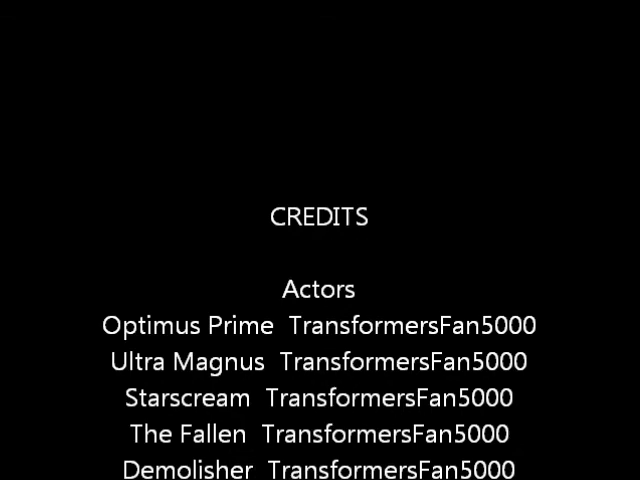 CREDITS
Actors
Optimus Prime  TransformersFan5000
Ultra Magnus  TransformersFan5000
Starscream  TransformersFan5000
The Fallen  TransformersFan5000
Demolisher  TransformersFan5000